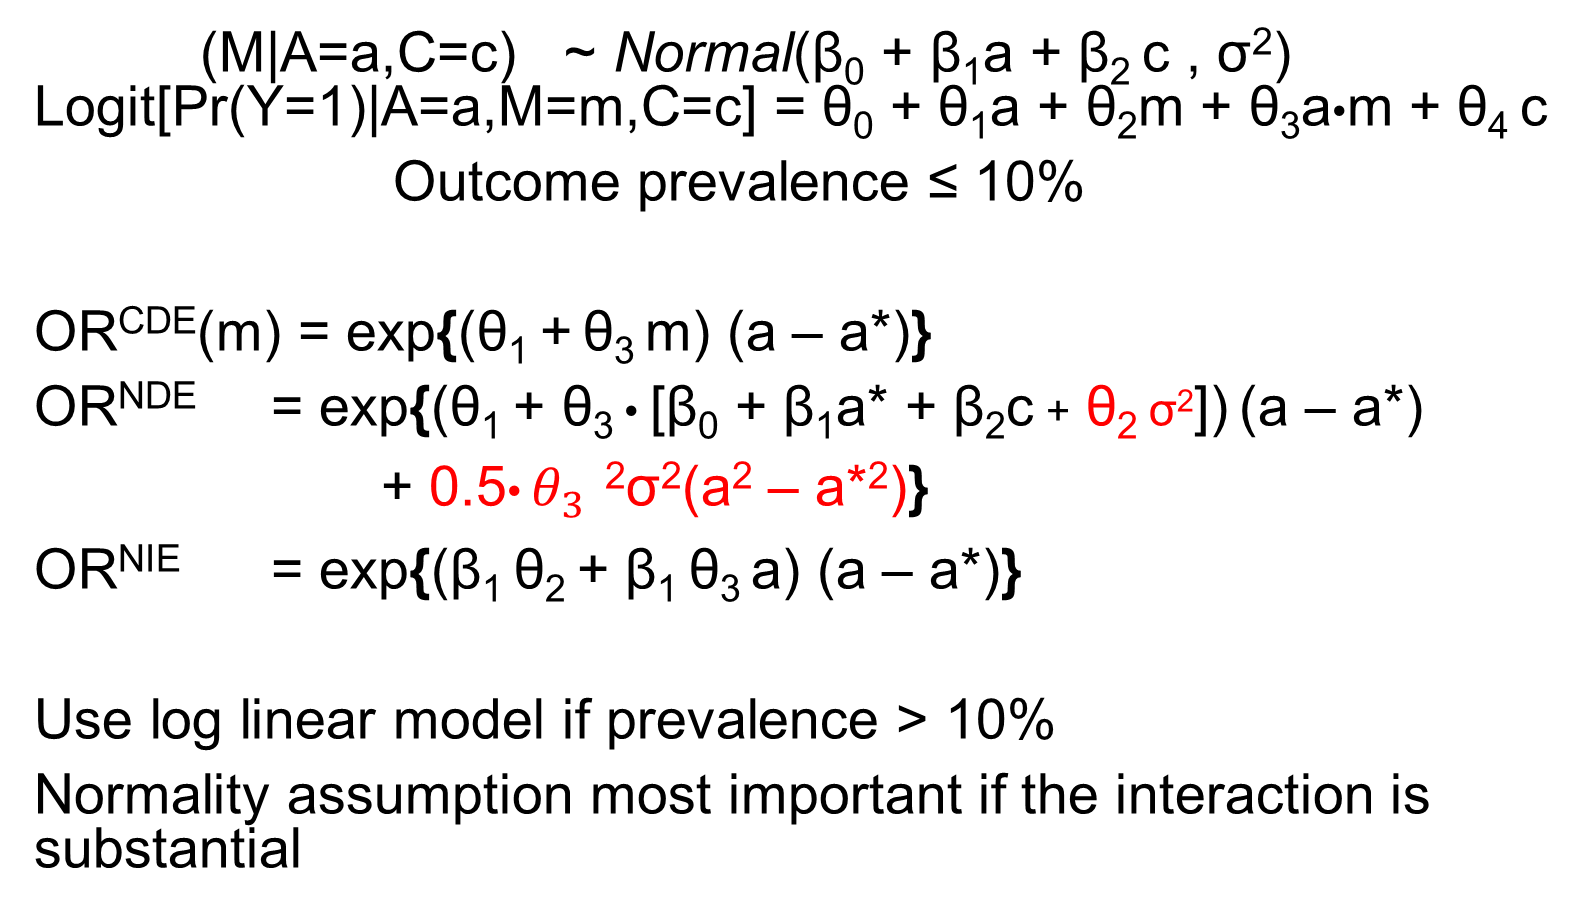 (M|A=a,C=c) ~ Normal(β₀ + β₁a + β₂ c , σ²)
Logit[Pr(Y=1)|A=a,M=m,C=c] = θ₀ + θ₁a + θ₂m + θ₃a•m + θ₄ c
Outcome prevalence ≤ 10%
ORᶜᴰᴱ(m) = exp{(θ₁ + θ₃ m) (a – a*)}
ORᴺᴰᴱ = exp{(θ₁ + θ₃ • [β₀ + β₁a* + β₂c + θ₂ σ²]) (a – a*)
+ 0.5• θ₃ ²σ²(a² – a*²)}
ORᴺᴵᴱ = exp{(β₁ θ₂ + β₁ θ₃ a) (a – a*)}
Use log linear model if prevalence > 10%
Normality assumption most important if the interaction is
substantial